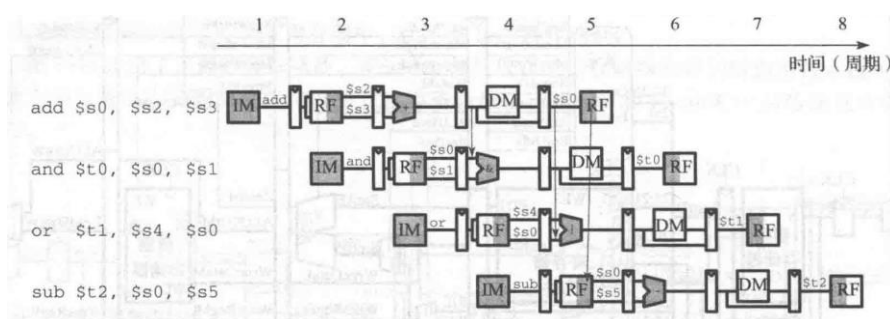 1 2 3 4 5 6 7 8
时间（周期）
add $s0, $s2, $s3 IM add RF $s2 $s3 + DM $s0 RF
and $t0, $s0, $s1 IM and RF $s0 $s1 & DM $t0 RF
or $t1, $s4, $s0 IM or RF $s4 $s0 | DM $t1 RF
sub $t2, $s0, $s5 IM sub RF $s0 $s5 - DM $t2 RF